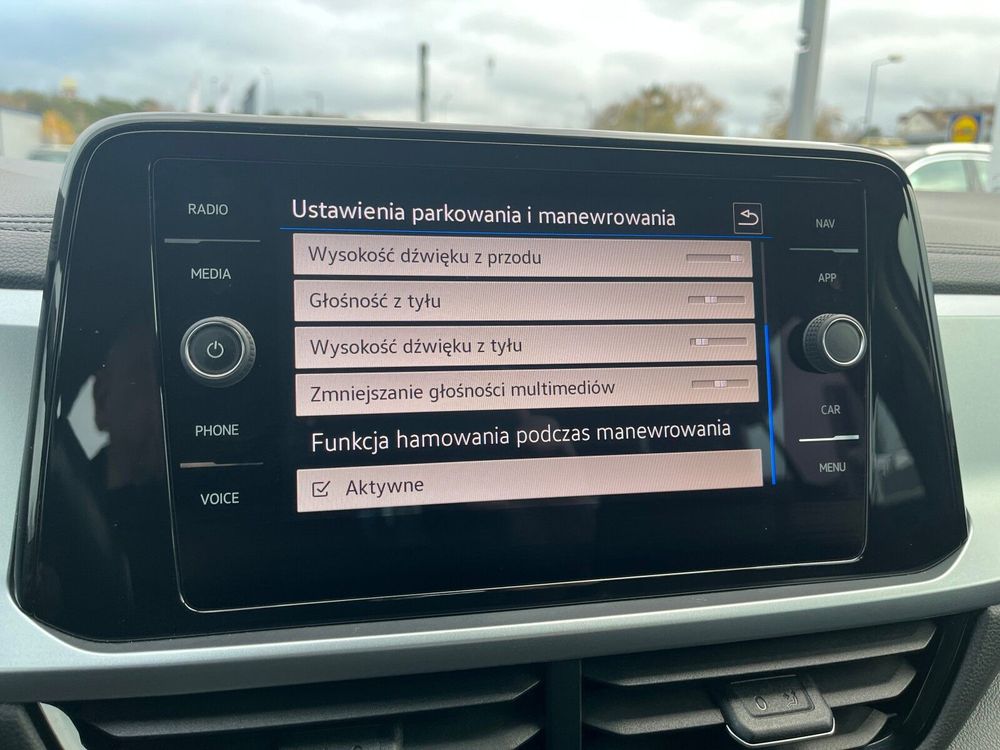 RADIO
MEDIA
PHONE
VOICE
Ustawienia parkowania i manewrowania
Wysokość dźwięku z przodu
Głośność z tyłu
Wysokość dźwięku z tyłu
Zmniejszanie głośności multimediów
Funkcja hamowania podczas manewrowania
Aktywne
NAV
APP
CAR
MENU
0